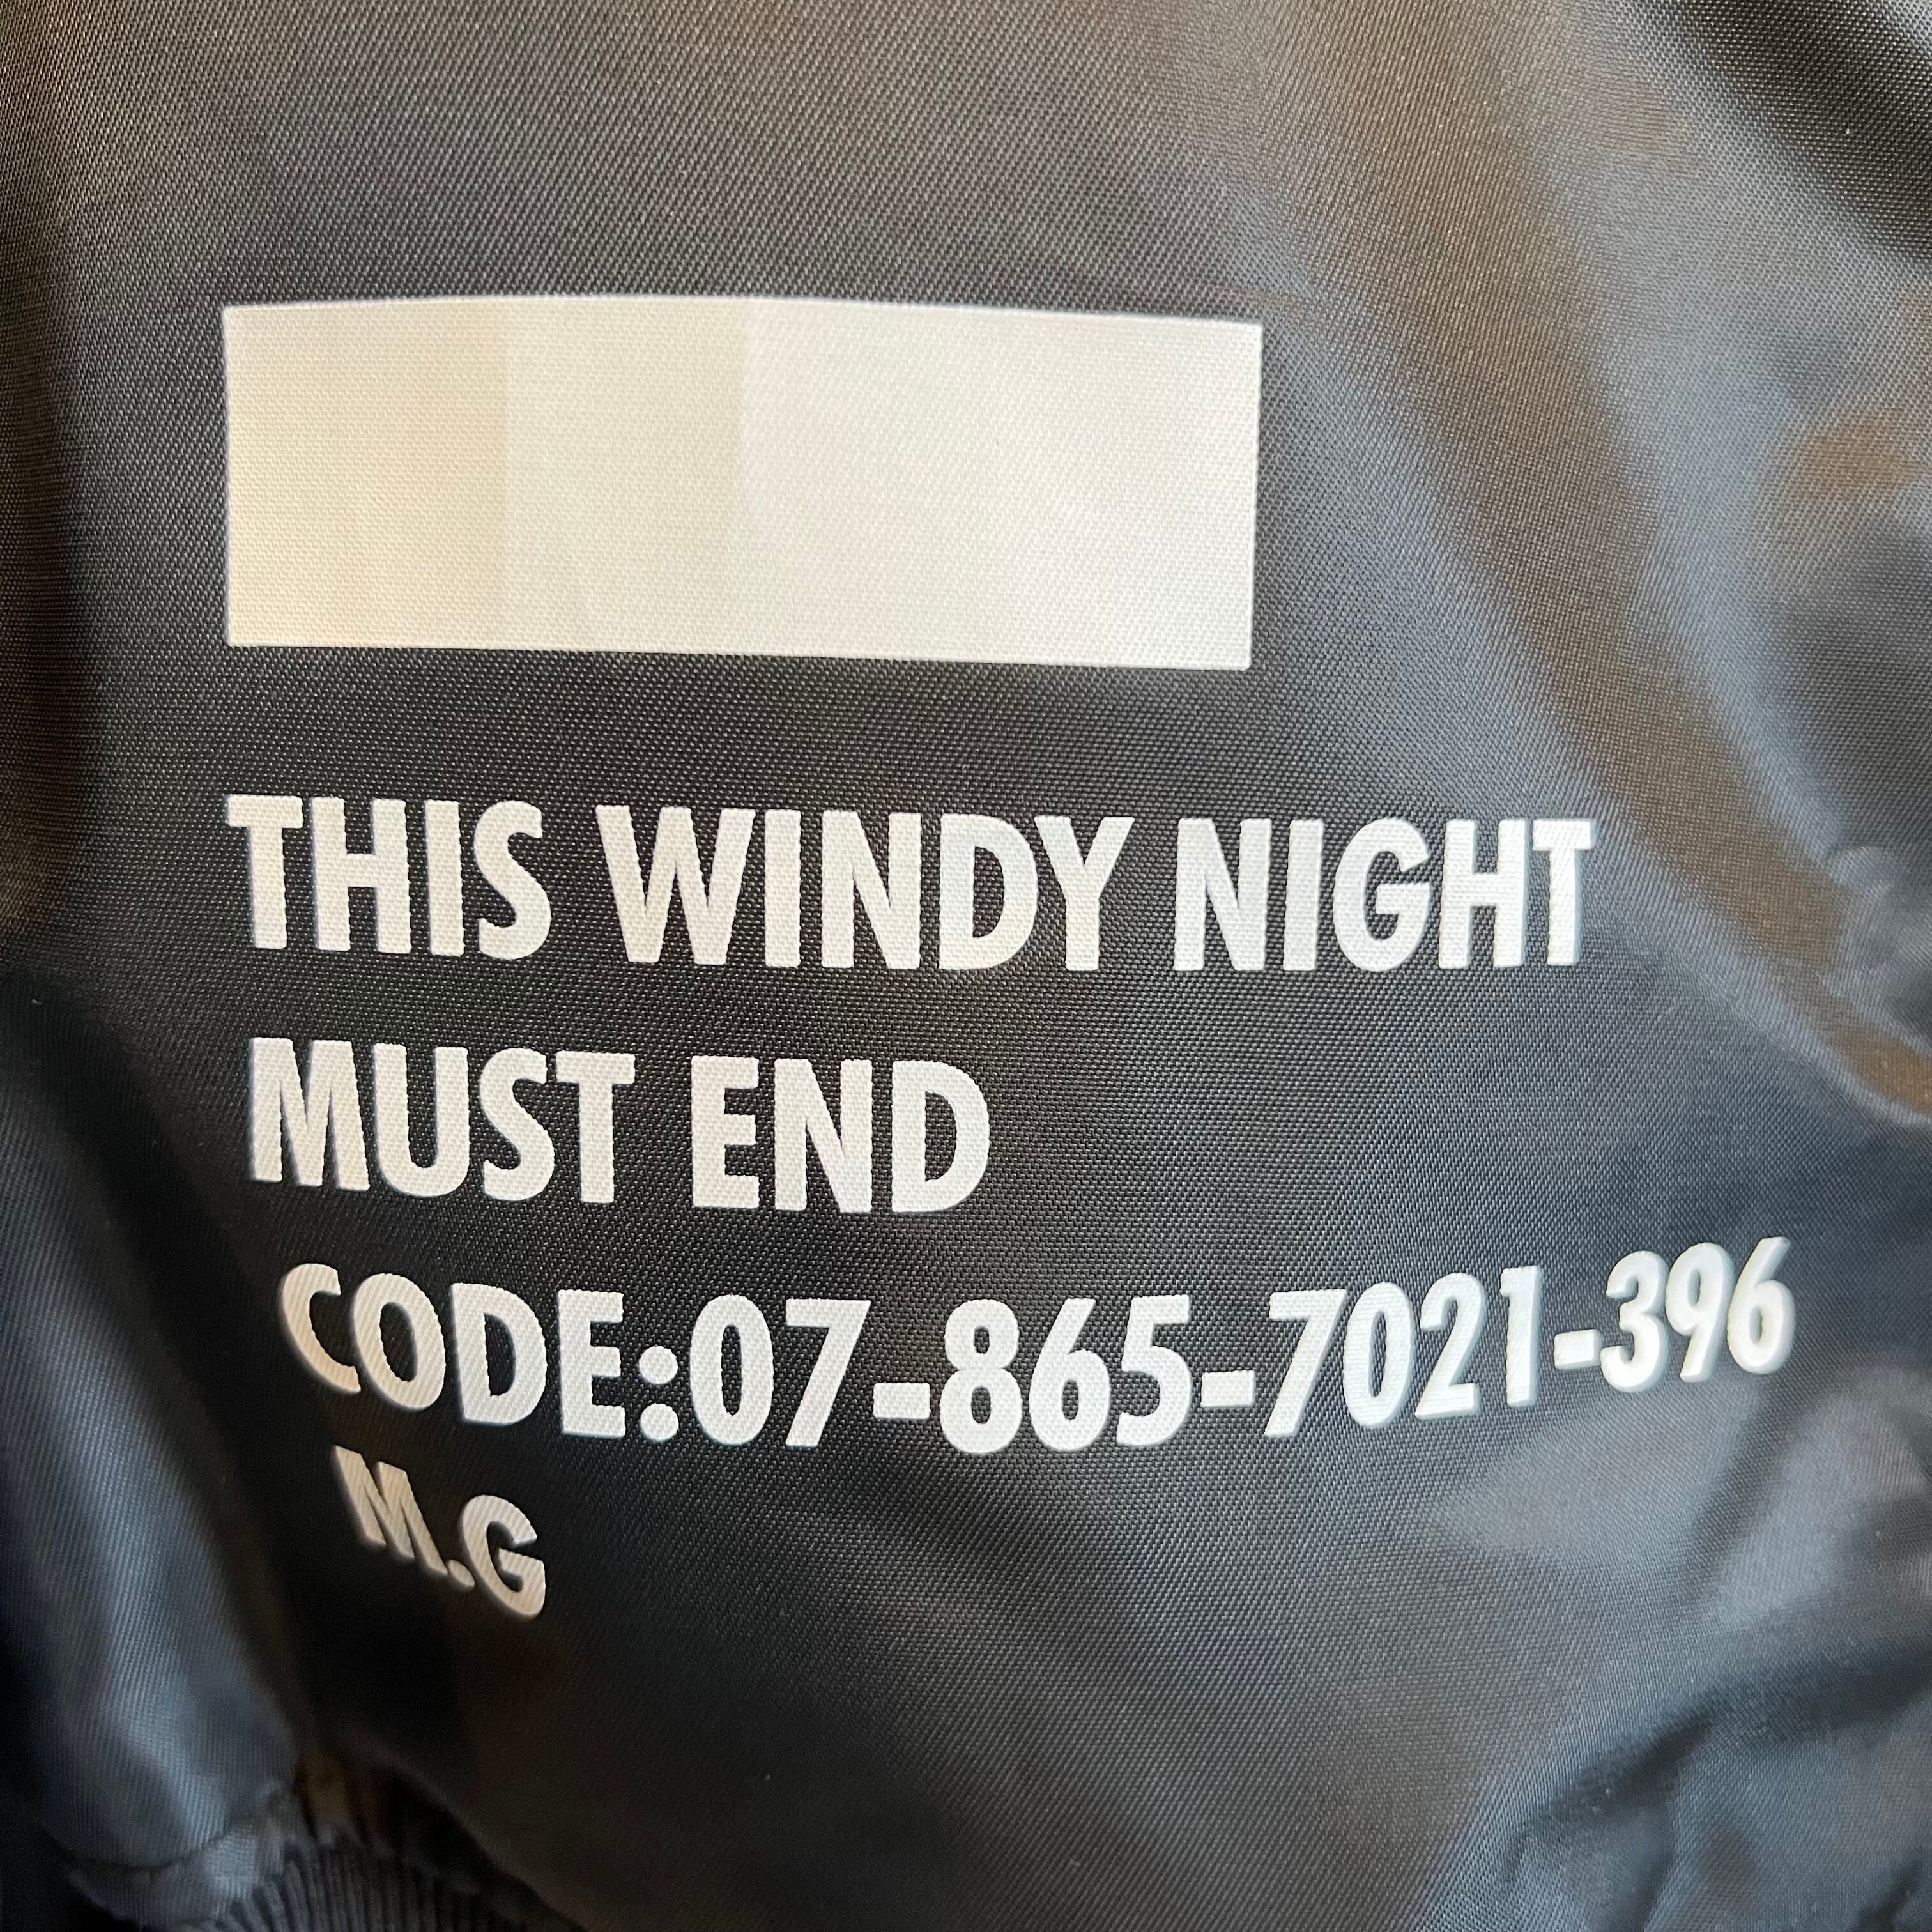 THIS WINDY NIGHT
MUST END
CODE:07-865-7021-396
M.G